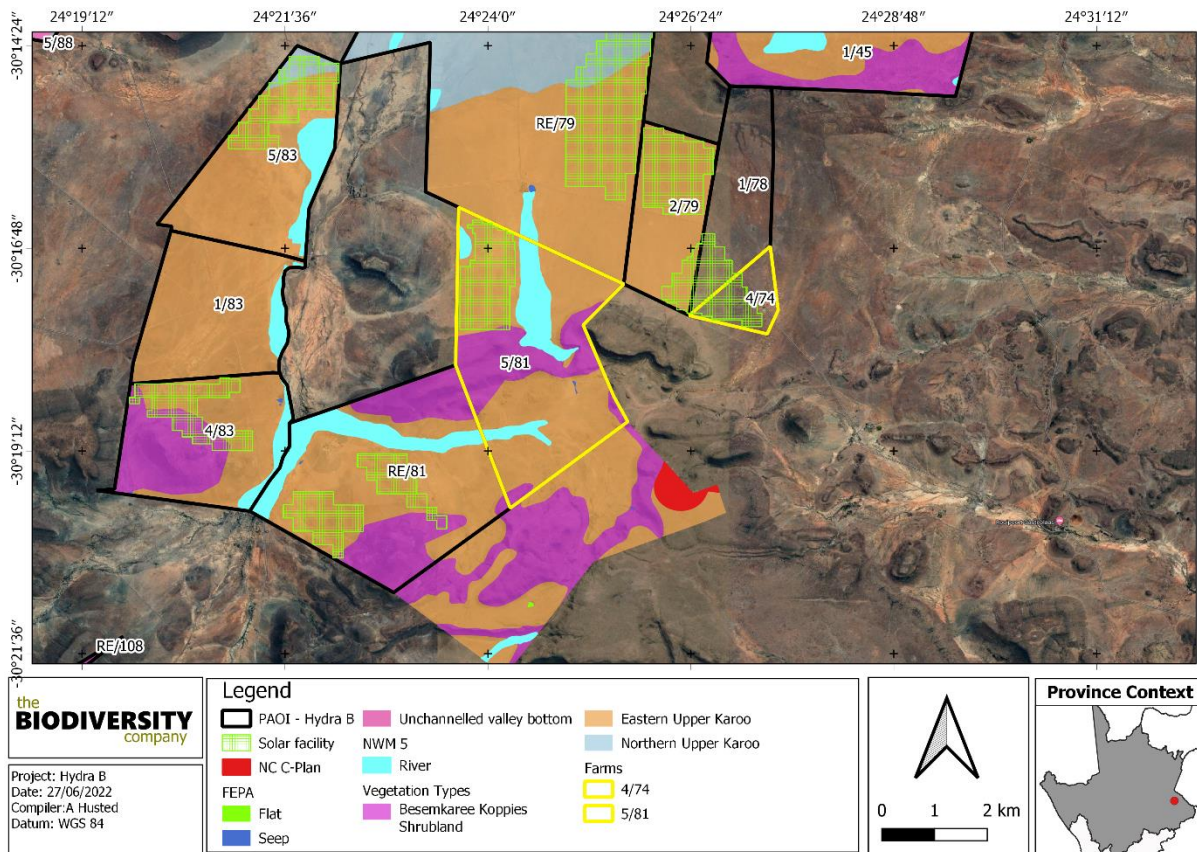 24°19′12″ 24°21′36″ 24°24′0″ 24°26′24″ 24°28′48″ 24°31′12″
-30°14′24″
-30°16′48″
-30°19′12″
-30°21′36″
5/88
1/45
RE/79
5/83
1/78
2/79
1/83
4/74
5/81
4/83
RE/81
RE/108
the
BIODIVERSITY
company
Project: Hydra B
Date: 27/06/2022
Compiler:A Husted
Datum: WGS 84
Legend
PAOI - Hydra B
Solar facility
NC C-Plan
FEPA
Flat
Seep
Unchannelled valley bottom
NWM 5
River
Vegetation Types
Besemkaree Koppies
Shrubland
Eastern Upper Karoo
Northern Upper Karoo
Farms
4/74
5/81
0 1 2 km
Province Context